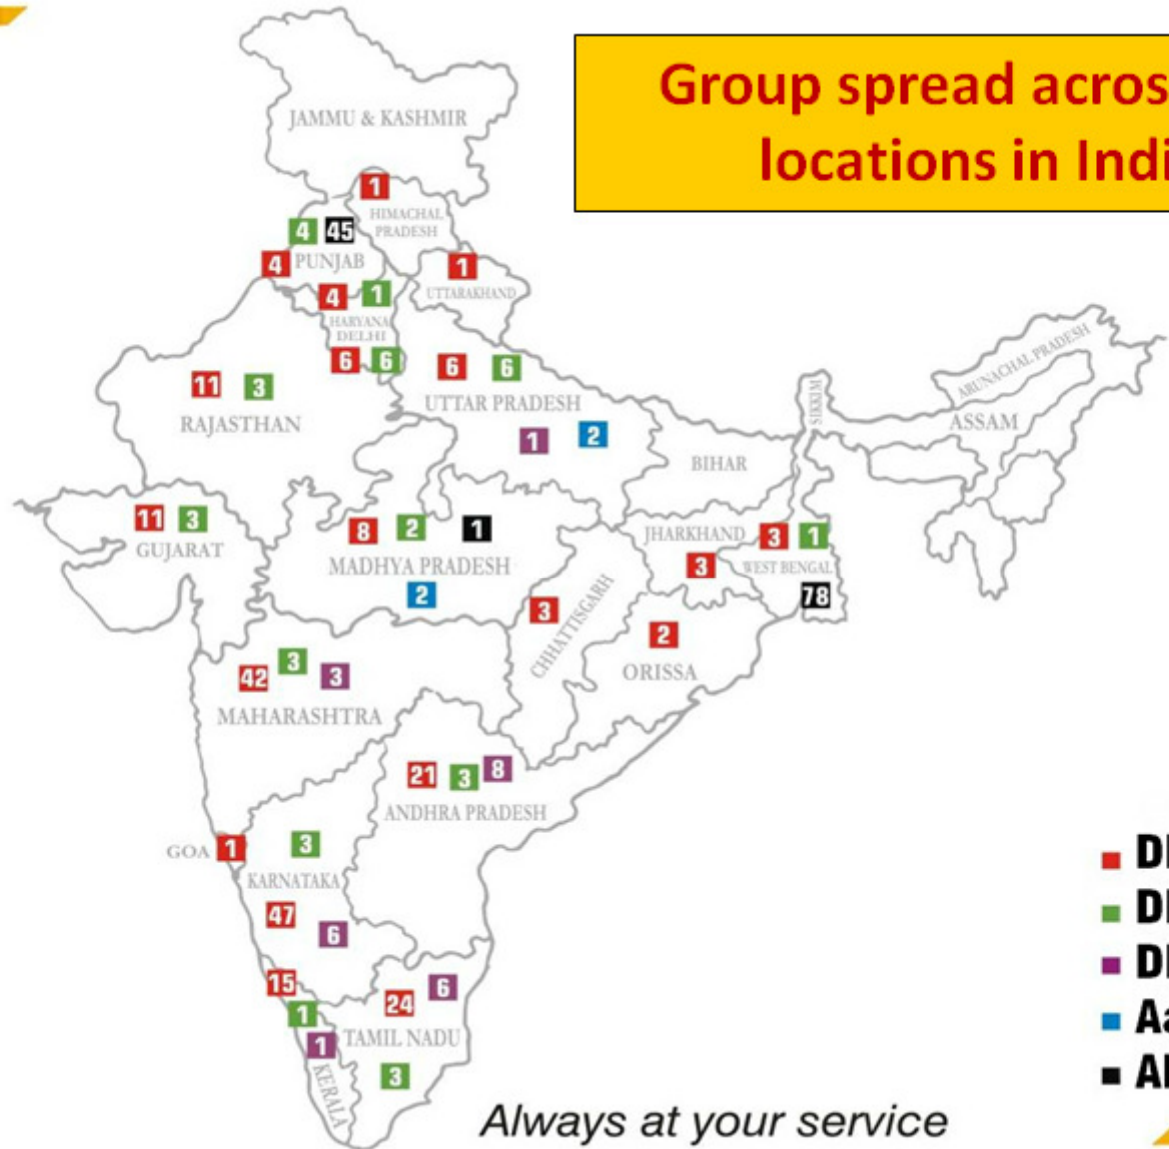 Group spread acros
locations in Indi
JAMMU & KASHMIR
1
HIMACHAL
PRADESH
4 45
4 PUNJAB
1
UTTARAKHAND
4 1
HARYANA
DELHI
6 6
6 6
UTTAR PRADESH
1 2
11 3
RAJASTHAN
ARUNACHAL PRADESH
SIKKIM
ASSAM
BIHAR
11 3
GUJARAT
8 2 1
MADHYA PRADESH
2
JHARKHAND
3
3 1
WEST BENGAL
78
3
CHHATTISGARH
2
ORISSA
42 3 3
MAHARASHTRA
21 3 8
ANDHRA PRADESH
GOA 1
3
KARNATAKA
47
6
15
1
1
KERALA
6
24
TAMIL NADU
3
Always at your service